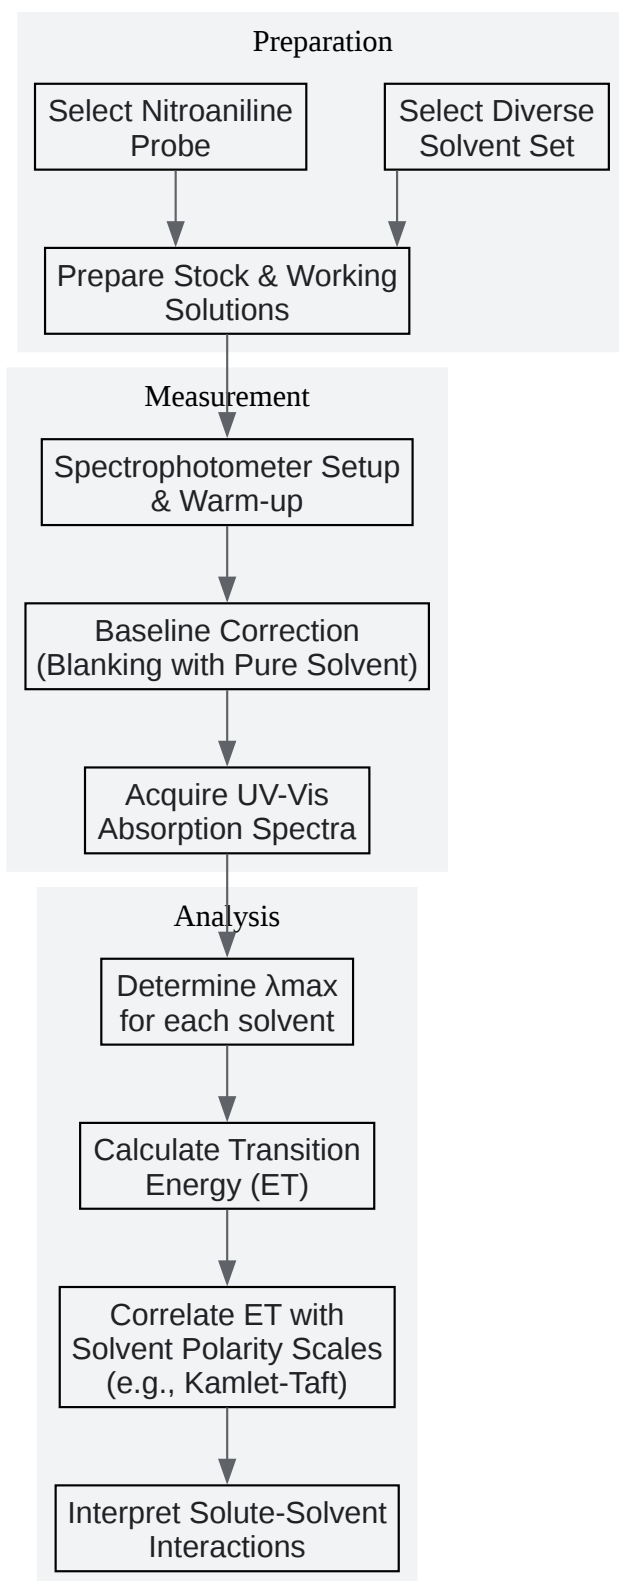 Preparation
Select Nitroaniline
Probe
Select Diverse
Solvent Set
Prepare Stock & Working
Solutions
Measurement
Spectrophotometer Setup
& Warm-up
Baseline Correction
(Blanking with Pure Solvent)
Acquire UV-Vis
Absorption Spectra
Analysis
Determine λmax
for each solvent
Calculate Transition
Energy (ET)
Correlate ET with
Solvent Polarity Scales
(e.g., Kamlet-Taft)
Interpret Solute-Solvent
Interactions